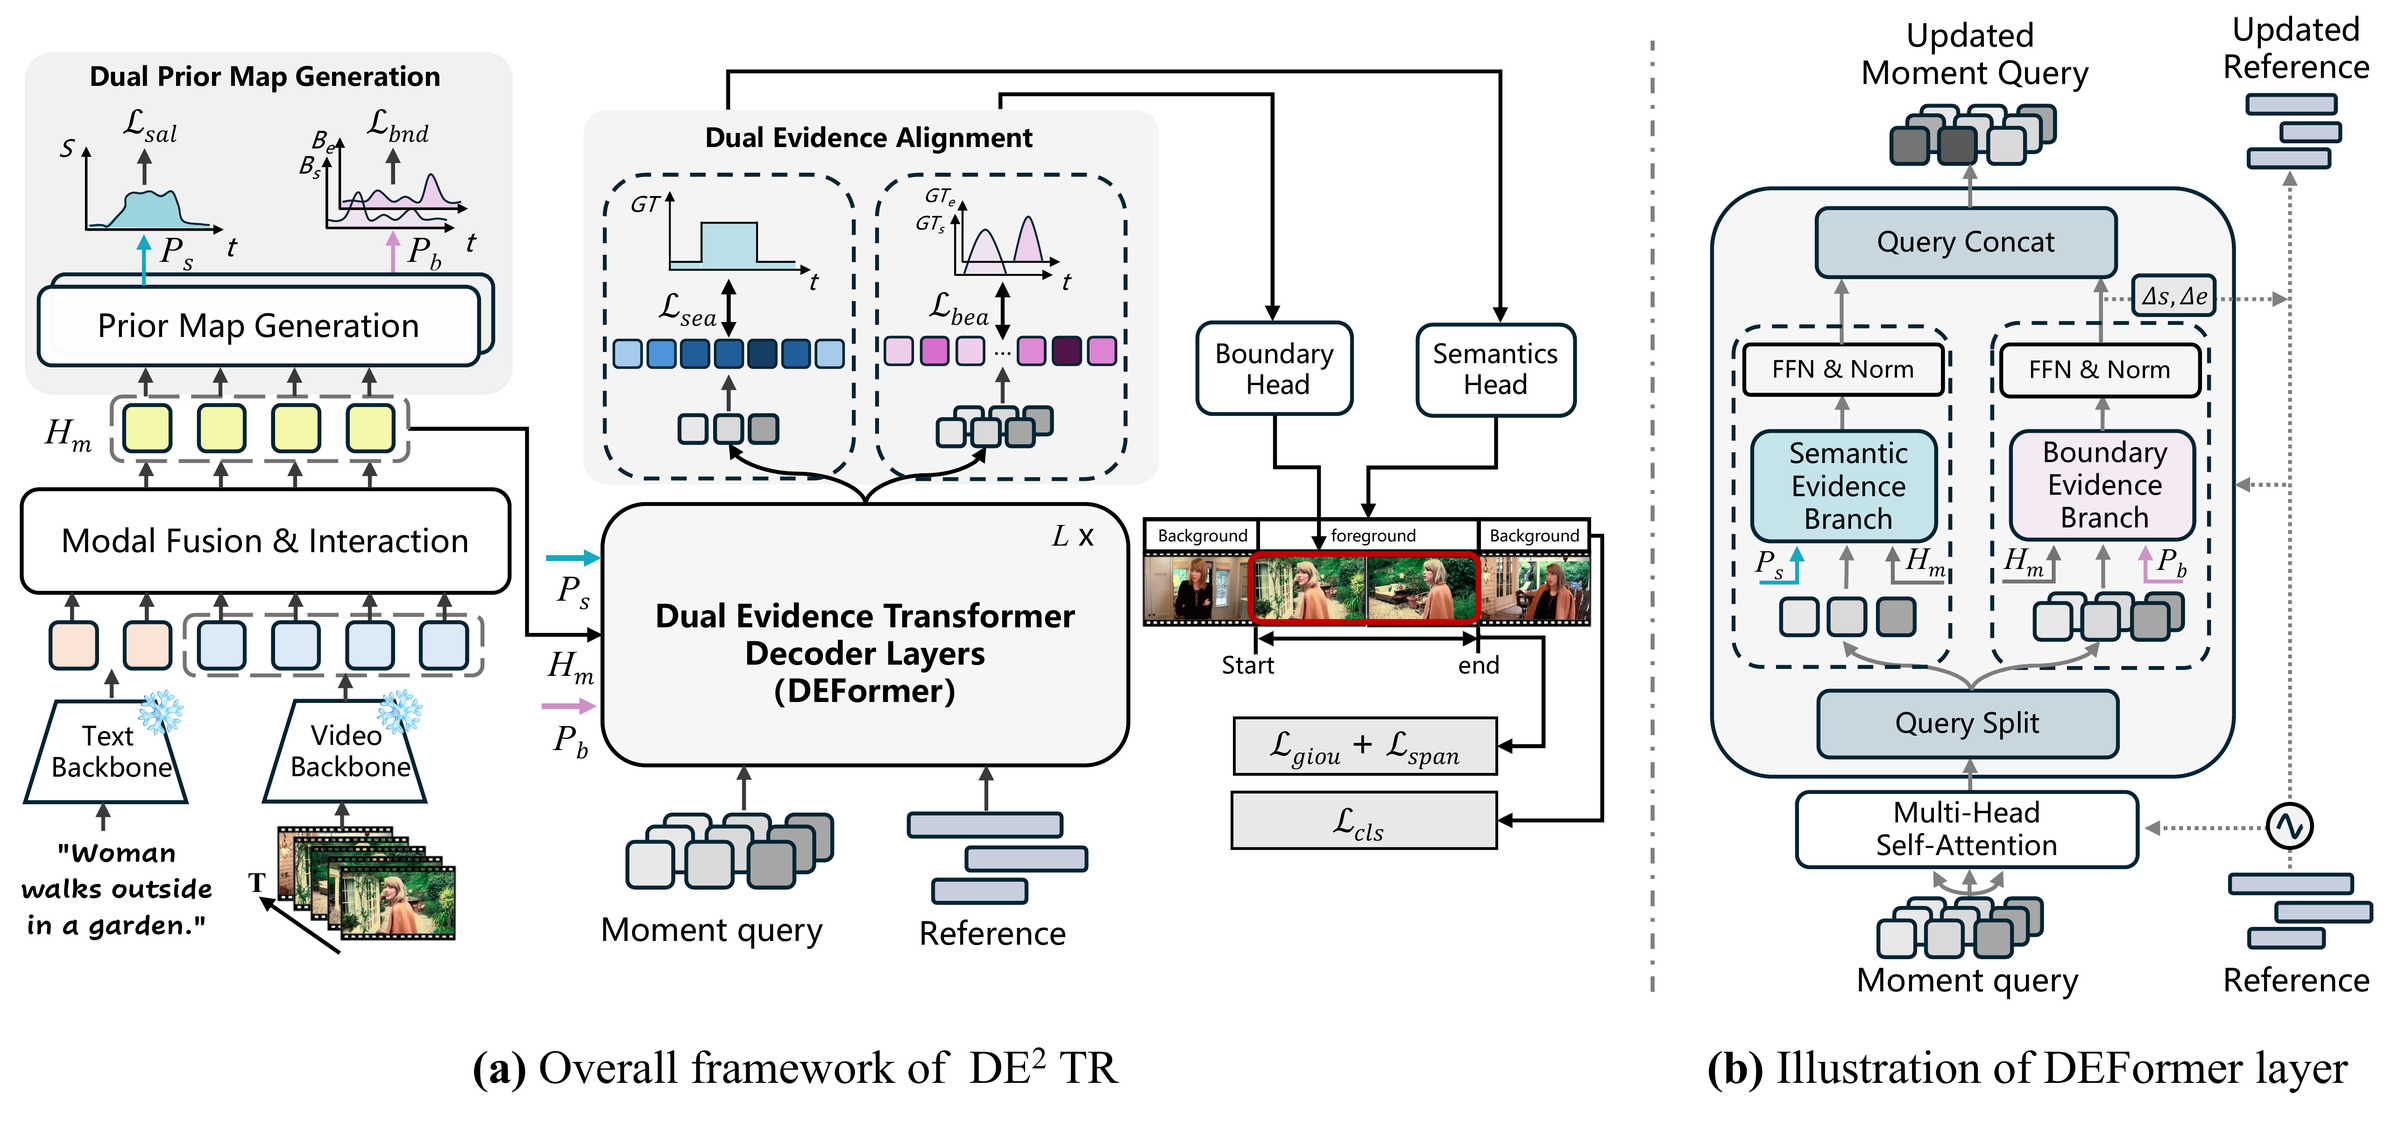 Dual Prior Map Generation
ℒsal
ℒbnd
S
Be
Bs
t
t
Ps
Pb
Prior Map Generation
Hm
Modal Fusion & Interaction
Text
Backbone
Video
Backbone
"Woman
walks outside
in a garden."
T
Dual Evidence Alignment
GT
t
ℒsea
GTe
GTs
t
ℒbea
...
L x
Ps
Hm
Pb
Dual Evidence Transformer
Decoder Layers
(DEFormer)
Moment query
Reference
Boundary
Head
Semantics
Head
Background
foreground
Background
Start
end
ℒgiou + ℒspan
ℒcls
(a) Overall framework of DE² TR
Updated
Moment Query
Updated
Reference
Query Concat
Δs, Δe
FFN & Norm
FFN & Norm
Semantic
Evidence
Branch
Boundary
Evidence
Branch
Ps
Hm
Hm
Pb
Query Split
Multi-Head
Self-Attention
Moment query
Reference
(b) Illustration of DEFormer layer